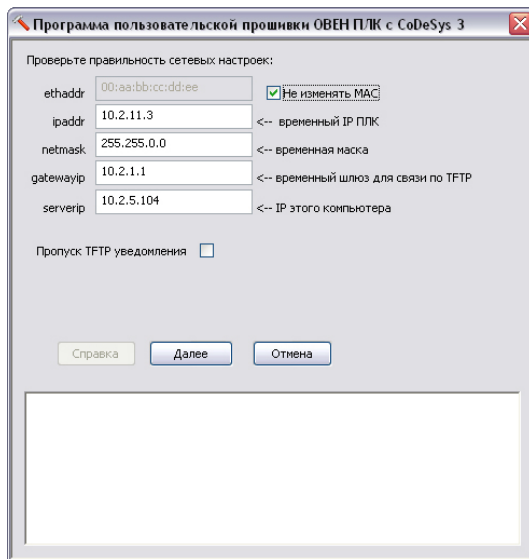 Программа пользовательской прошивки ОВЕН ПЛК с CoDeSys 3
Проверьте правильность сетевых настроек:
ethaddr 00:aa:bb:cc:dd:ee Не изменять MAC
ipaddr 10.2.11.3 <-- временный IP ПЛК
netmask 255.255.0.0 <-- временная маска
gatewayip 10.2.1.1 <--временный шлюз для связи по TFTP
serverip 10.2.5.104 <-- IP этого компьютера
Пропуск TFTP уведомления
Справка Далее Отмена